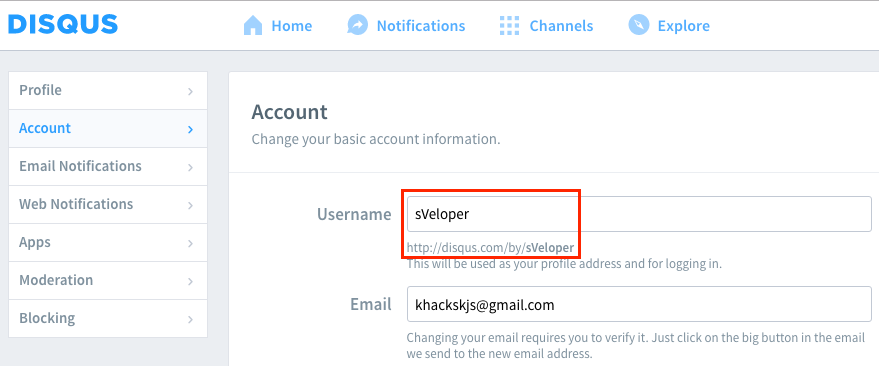 DISQUS Home Notifications Channels Explore
Profile
Account
Email Notifications
Web Notifications
Apps
Moderation
Blocking
Account
Change your basic account information.
Username sVeloper
http://disqus.com/by/sVeloper
This will be used as your profile address and for logging in.
Email khackskjs@gmail.com
Changing your email requires you to verify it. Just click on the big button in the email
we send to the new email address.